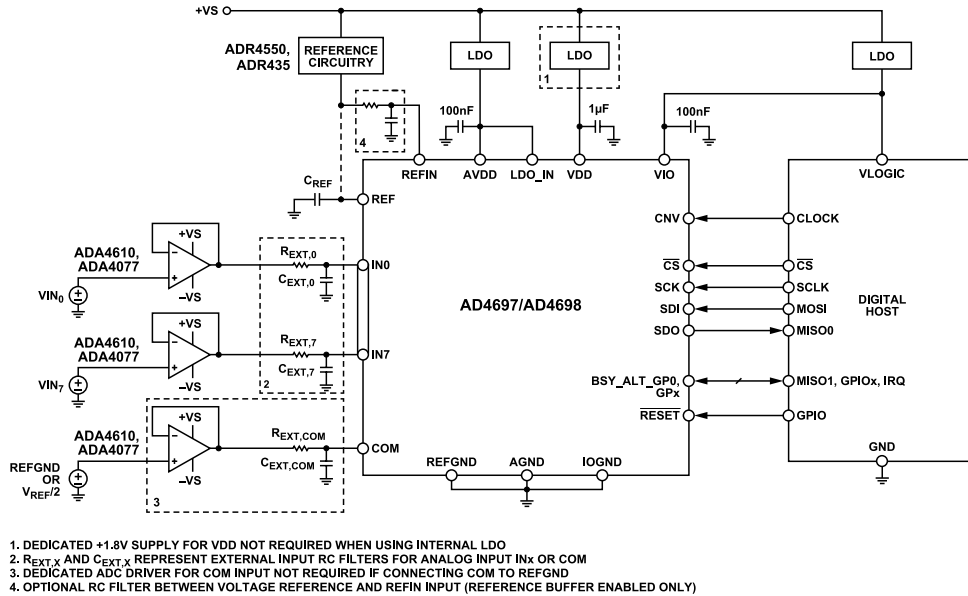 +VS
ADR4550,
ADR435
REFERENCE
CIRCUITRY
LDO
LDO
LDO
1
100nF
1µF
100nF
4
REFIN
AVDD
LDO_IN
VDD
VIO
VLOGIC
CREF
REF
CNV
CLOCK
ADA4610,
ADA4077
+VS
–VS
VIN0
REXT,0
CEXT,0
IN0
CS
CS
SCK
SCLK
AD4697/AD4698
SDI
MOSI
DIGITAL
HOST
SDO
MISO0
ADA4610,
ADA4077
+VS
–VS
VIN7
REXT,7
CEXT,7
IN7
2
BSY_ALT_GP0,
GPx
MISO1, GPIOx, IRQ
RESET
GPIO
ADA4610,
ADA4077
+VS
–VS
REFGND
OR
VREF/2
REXT,COM
CEXT,COM
COM
3
REFGND
AGND
IOGND
GND
1. DEDICATED +1.8V SUPPLY FOR VDD NOT REQUIRED WHEN USING INTERNAL LDO
2. REXT,X AND CEXT,X REPRESENT EXTERNAL INPUT RC FILTERS FOR ANALOG INPUT INx OR COM
3. DEDICATED ADC DRIVER FOR COM INPUT NOT REQUIRED IF CONNECTING COM TO REFGND
4. OPTIONAL RC FILTER BETWEEN VOLTAGE REFERENCE AND REFIN INPUT (REFERENCE BUFFER ENABLED ONLY)